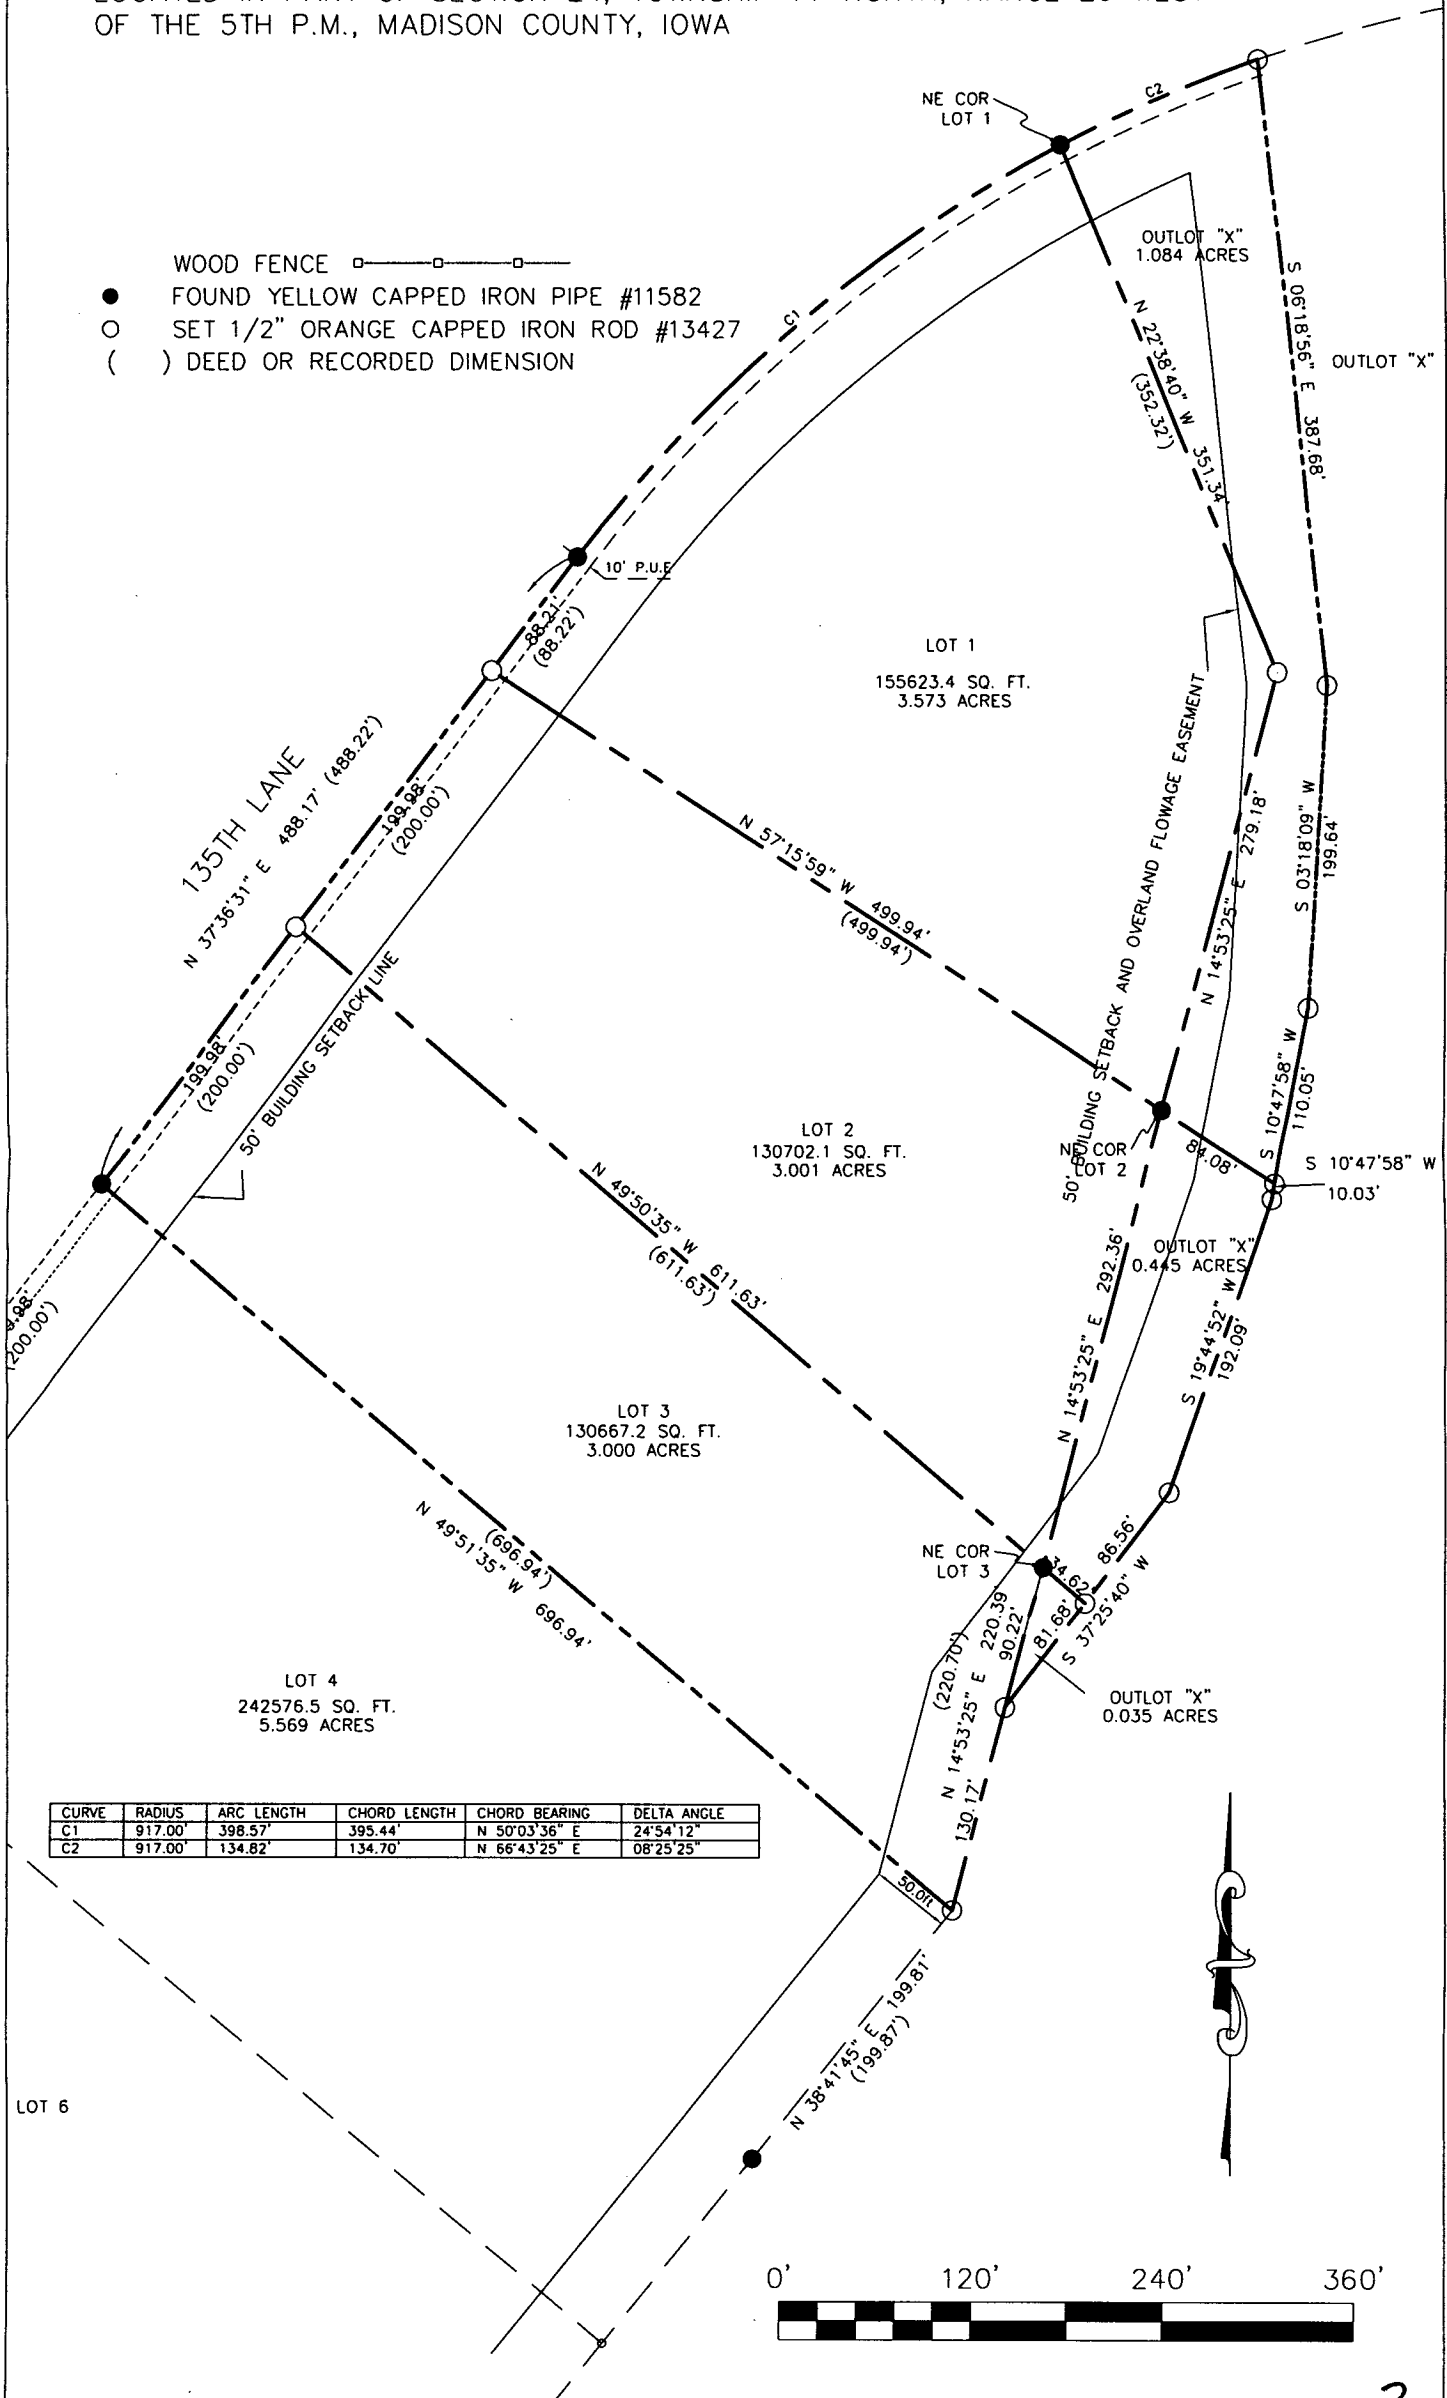 OF THE 5TH P.M., MADISON COUNTY, IOWA
C2
NE COR
LOT 1
OUTLOT "X"
1.084 ACRES
WOOD FENCE
FOUND YELLOW CAPPED IRON PIPE #11582
SET 1/2" ORANGE CAPPED IRON ROD #13427
( ) DEED OR RECORDED DIMENSION
C1
N 22°38'40" W 351.34'
(352.32')
S 06°18'56" E 387.68'
OUTLOT "X"
10' P.U.E
88.21'
(88.22')
LOT 1
155623.4 SQ. FT.
3.573 ACRES
135TH LANE
N 37°36'31" E 488.17' (488.22')
199.98'
(200.00')
N 57°15'59" W 499.94'
(499.94')
50' BUILDING SETBACK AND OVERLAND FLOWAGE EASEMENT
N 14°53'25" E 279.18'
S 03°18'09" W
199.64'
199.98'
(200.00')
50' BUILDING SETBACK LINE
S 10°47'58" W
110.05'
LOT 2
130702.1 SQ. FT.
3.001 ACRES
NE COR
LOT 2
84.08'
S 10°47'58" W
10.03'
N 49°50'35" W 611.63'
(611.63')
OUTLOT "X"
0.445 ACRES
N 14°53'25" E 292.36'
S 19°44'52" W
192.09'
9.98'
(200.00')
LOT 3
130667.2 SQ. FT.
3.000 ACRES
(696.94')
N 49°51'35" W 696.94'
NE COR
LOT 3
34.62'
86.56'
81.68'
S 37°25'40" W
(220.70')
N 14°53'25" E 220.39'
90.22'
130.17'
OUTLOT "X"
0.035 ACRES
LOT 4
242576.5 SQ. FT.
5.569 ACRES
CURVE RADIUS ARC LENGTH CHORD LENGTH CHORD BEARING DELTA ANGLE
C1 917.00' 398.57' 395.44' N 50°03'36" E 24°54'12"
C2 917.00' 134.82' 134.70' N 66°43'25" E 08°25'25"
50.0ft
N 38°41'45" E 199.81'
(199.87')
LOT 6
0' 120' 240' 360'